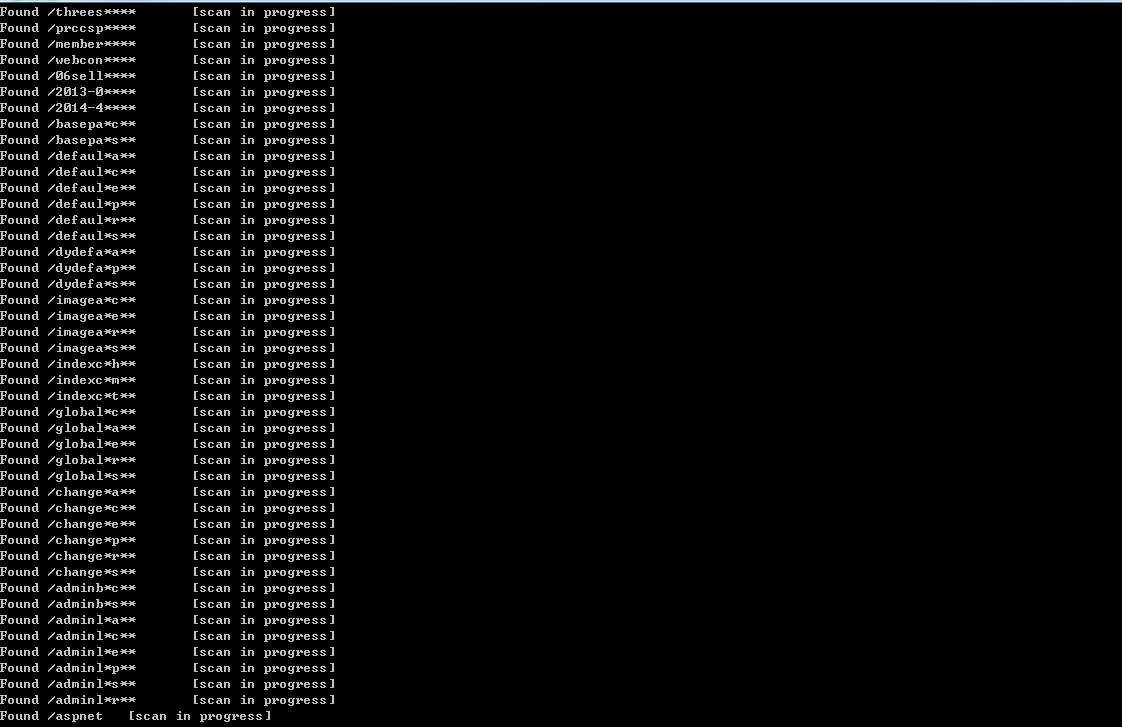 Found /threes**** [scan in progress]
Found /prccsp**** [scan in progress]
Found /member**** [scan in progress]
Found /webcon**** [scan in progress]
Found /06sell**** [scan in progress]
Found /2013-0**** [scan in progress]
Found /2014-4**** [scan in progress]
Found /basepa*c** [scan in progress]
Found /basepa*s** [scan in progress]
Found /defaul*a** [scan in progress]
Found /defaul*c** [scan in progress]
Found /defaul*e** [scan in progress]
Found /defaul*p** [scan in progress]
Found /defaul*r** [scan in progress]
Found /defaul*s** [scan in progress]
Found /dydefa*a** [scan in progress]
Found /dydefa*p** [scan in progress]
Found /dydefa*s** [scan in progress]
Found /imagea*c** [scan in progress]
Found /imagea*e** [scan in progress]
Found /imagea*r** [scan in progress]
Found /imagea*s** [scan in progress]
Found /indexc*h** [scan in progress]
Found /indexc*m** [scan in progress]
Found /indexc*t** [scan in progress]
Found /global*c** [scan in progress]
Found /global*a** [scan in progress]
Found /global*e** [scan in progress]
Found /global*r** [scan in progress]
Found /global*s** [scan in progress]
Found /change*a** [scan in progress]
Found /change*c** [scan in progress]
Found /change*e** [scan in progress]
Found /change*p** [scan in progress]
Found /change*r** [scan in progress]
Found /change*s** [scan in progress]
Found /adminb*c** [scan in progress]
Found /adminb*s** [scan in progress]
Found /adminl*a** [scan in progress]
Found /adminl*c** [scan in progress]
Found /adminl*e** [scan in progress]
Found /adminl*p** [scan in progress]
Found /adminl*s** [scan in progress]
Found /adminl*r** [scan in progress]
Found /aspnet [scan in progress]